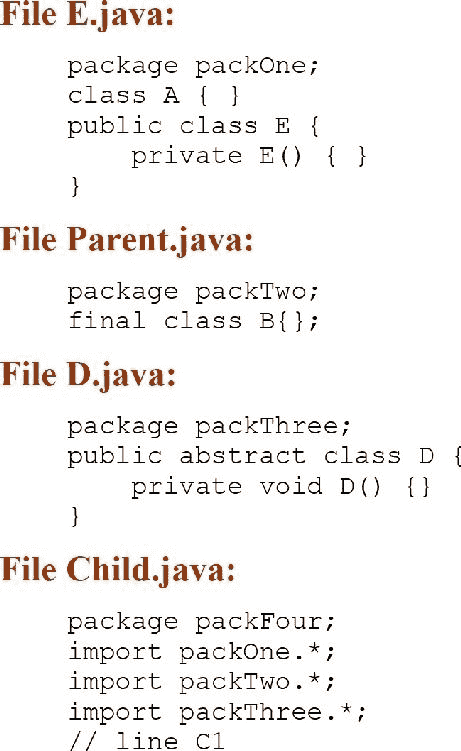 File E.java:
package packOne;
class A { }
public class E {
    private E() { }
}
File Parent.java:
package packTwo;
final class B{};
File D.java:
package packThree;
public abstract class D {
    private void D() {}
}
File Child.java:
package packFour;
import packOne.*;
import packTwo.*;
import packThree.*;
// line C1